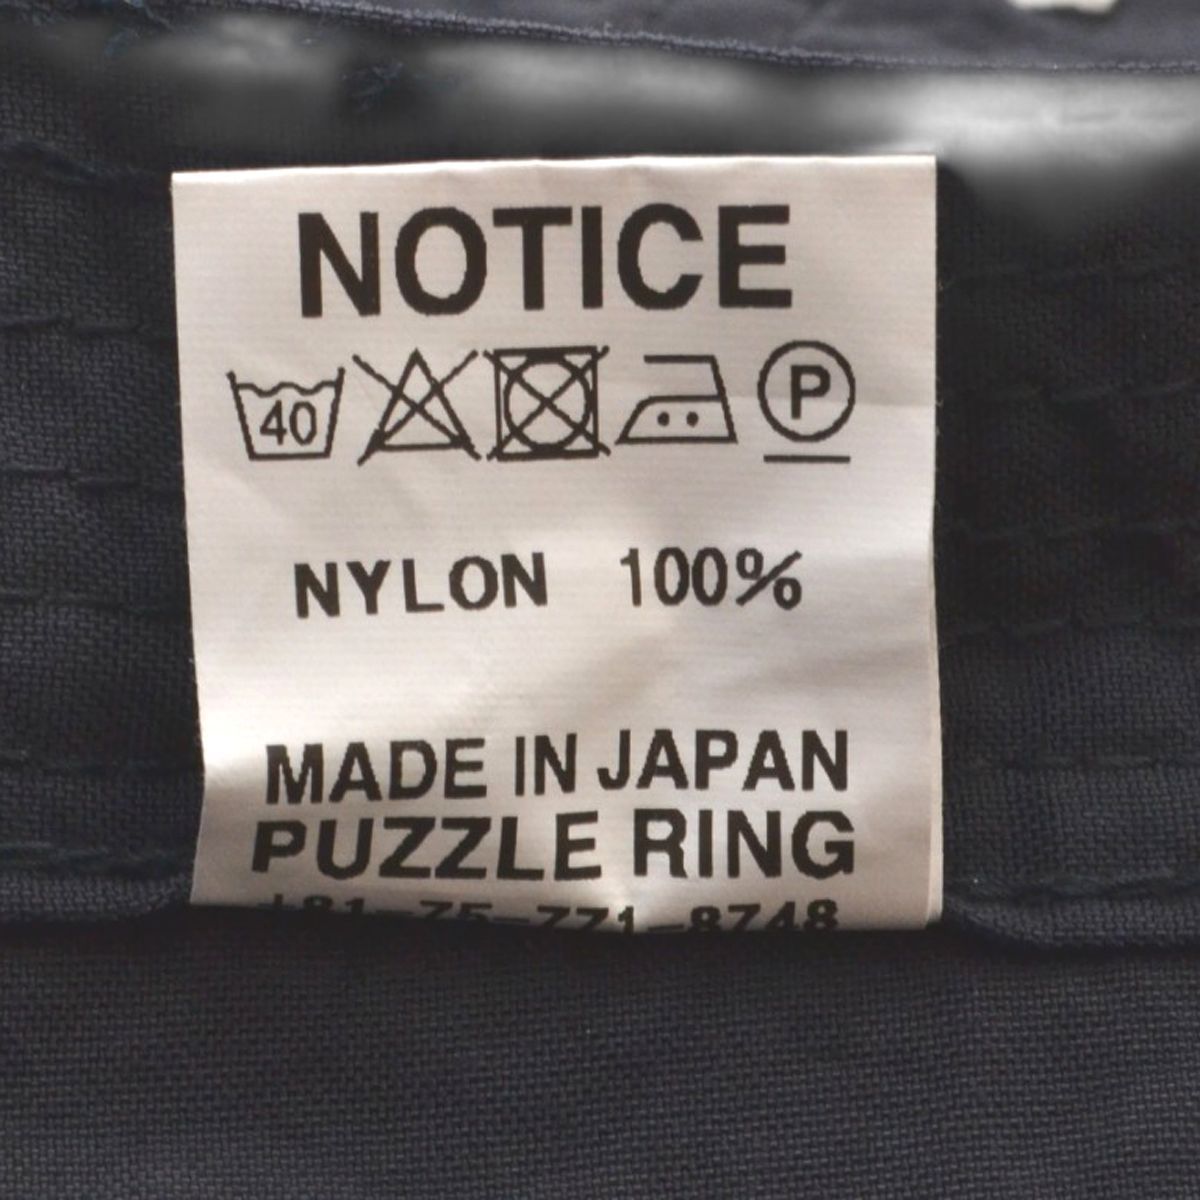 NOTICE
40 P
NYLON 100%
MADE IN JAPAN
PUZZLE RING